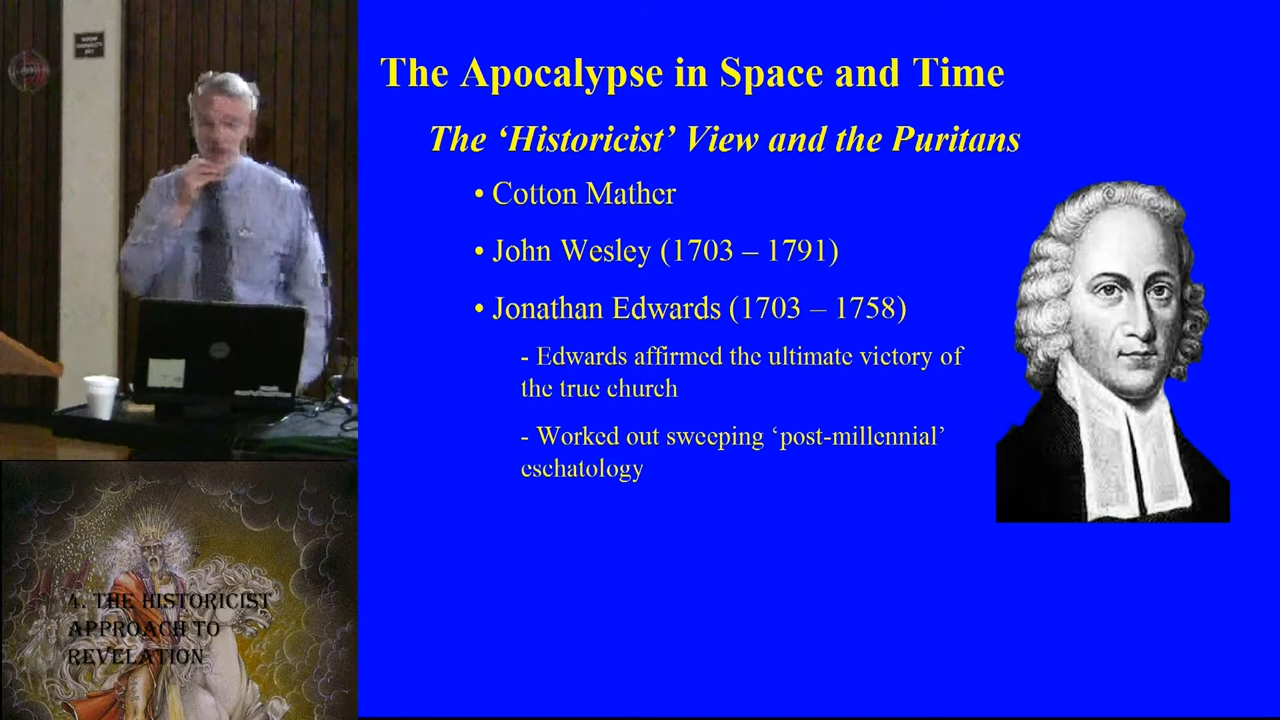 The Apocalypse in Space and Time
The ‘Historicist’ View and the Puritans
• Cotton Mather
• John Wesley (1703 – 1791)
• Jonathan Edwards (1703 – 1758)
- Edwards affirmed the ultimate victory of
the true church
- Worked out sweeping ‘post-millennial’
eschatology
4. THE HISTORICIST
APPROACH TO
REVELATION